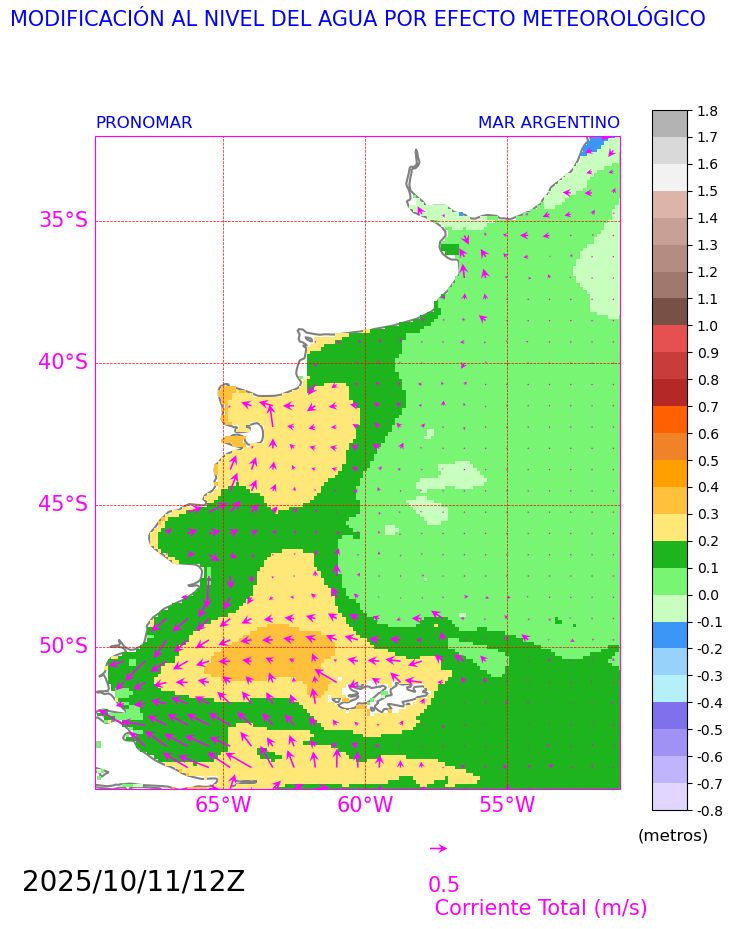 MODIFICACIÓN AL NIVEL DEL AGUA POR EFECTO METEOROLÓGICO
PRONOMAR
MAR ARGENTINO
35°S
40°S
45°S
50°S
65°W
60°W
55°W
1.8
1.7
1.6
1.5
1.4
1.3
1.2
1.1
1.0
0.9
0.8
0.7
0.6
0.5
0.4
0.3
0.2
0.1
0.0
-0.1
-0.2
-0.3
-0.4
-0.5
-0.6
-0.7
-0.8
(metros)
2025/10/11/12Z
0.5
Corriente Total (m/s)